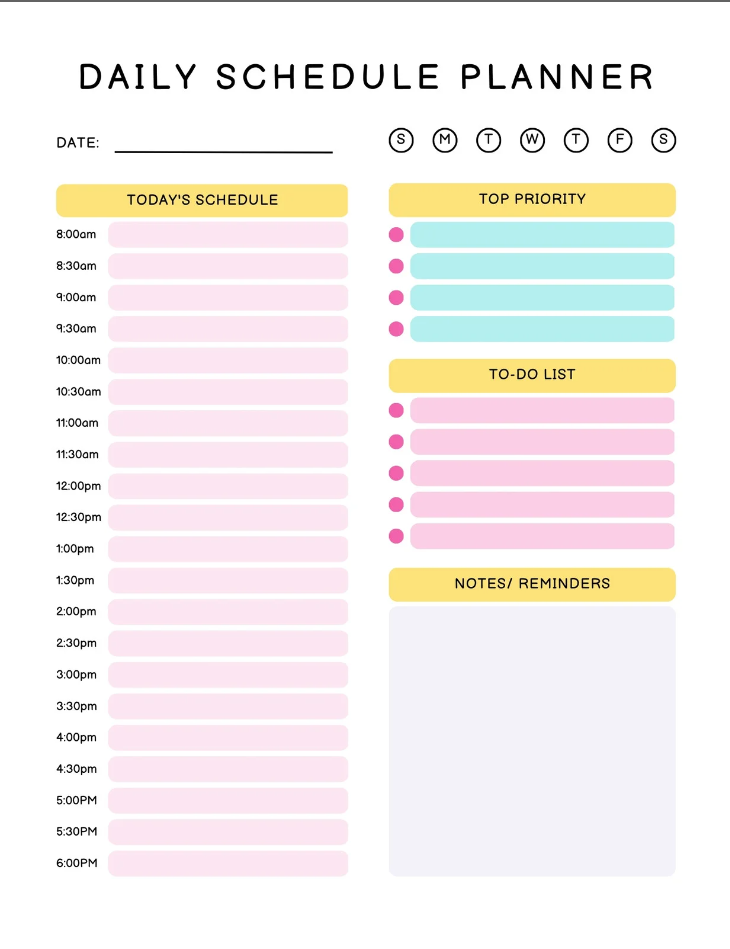 DAILY SCHEDULE PLANNER
DATE:
S M T W T F S
TODAY'S SCHEDULE
8:00am
8:30am
9:00am
9:30am
10:00am
10:30am
11:00am
11:30am
12:00pm
12:30pm
1:00pm
1:30pm
2:00pm
2:30pm
3:00pm
3:30pm
4:00pm
4:30pm
5:00PM
5:30PM
6:00PM
TOP PRIORITY
TO-DO LIST
NOTES/ REMINDERS